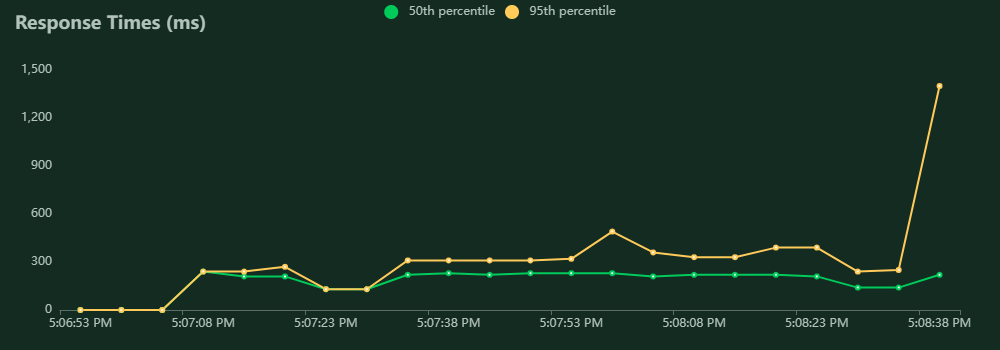 Response Times (ms)
50th percentile
95th percentile
1,500
1,200
900
600
300
0
5:06:53 PM
5:07:08 PM
5:07:23 PM
5:07:38 PM
5:07:53 PM
5:08:08 PM
5:08:23 PM
5:08:38 PM